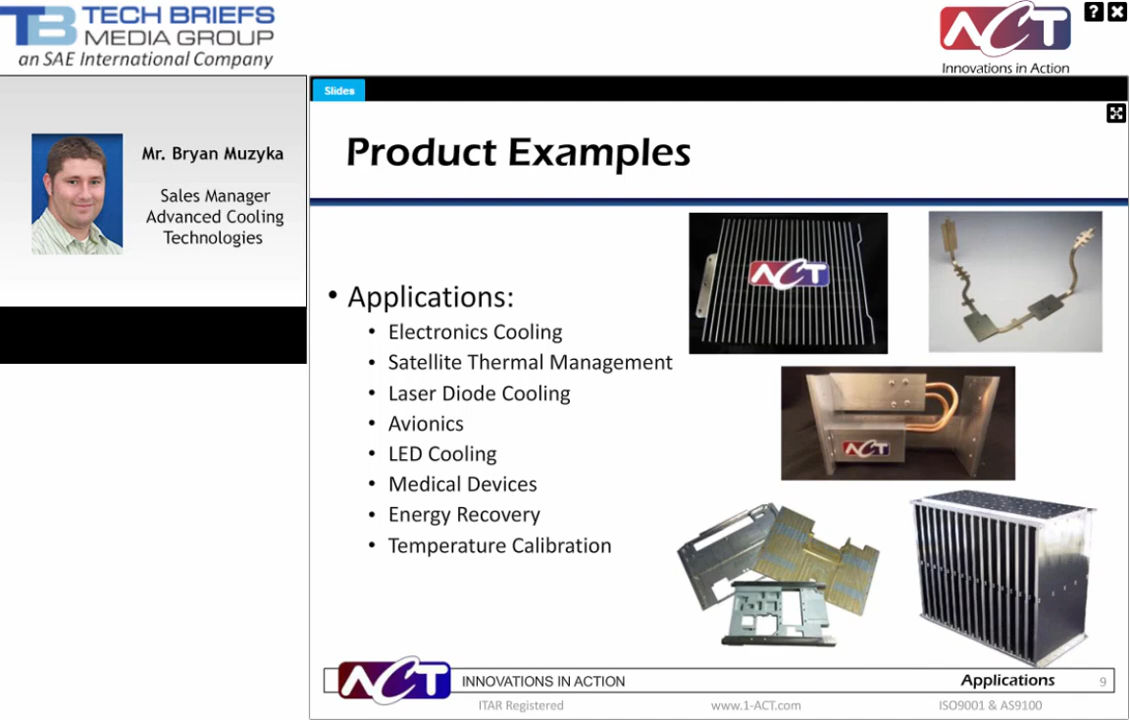 TB TECH BRIEFS
MEDIA GROUP
an SAE International Company
ACT
Innovations in Action
?
Mr. Bryan Muzyka
Sales Manager
Advanced Cooling
Technologies
Slides
Product Examples
• Applications:
• Electronics Cooling
• Satellite Thermal Management
• Laser Diode Cooling
• Avionics
• LED Cooling
• Medical Devices
• Energy Recovery
• Temperature Calibration
ACT
ACT
ACT INNOVATIONS IN ACTION
Applications 9
ITAR Registered
www.1-ACT.com
ISO9001 & AS9100